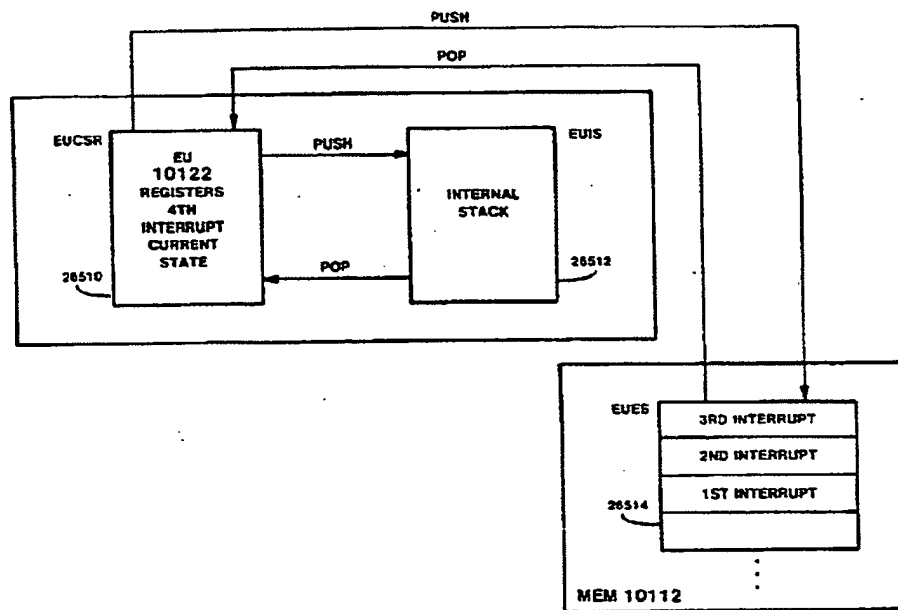 PUSH
POP
EUCSR
EU
10122
REGISTERS
4TH
INTERRUPT
CURRENT
STATE
26510
PUSH
POP
EUIS
INTERNAL
STACK
26512
EUES
3RD INTERRUPT
2ND INTERRUPT
1ST INTERRUPT
26514
MEM 10112